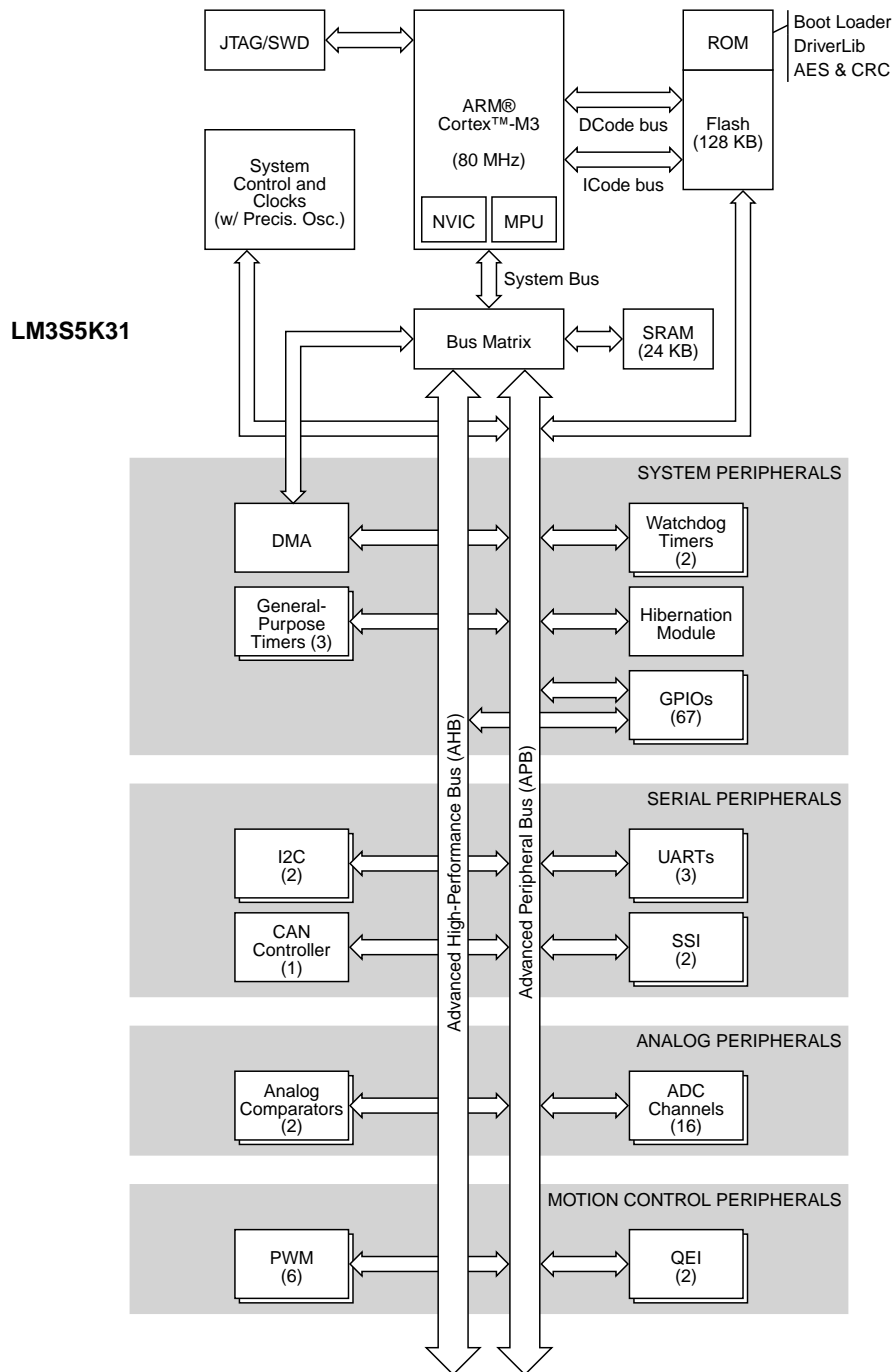 JTAG/SWD
ARM®
Cortex™-M3
(80 MHz)
NVIC
MPU
DCode bus
ICode bus
ROM
Flash
(128 KB)
Boot Loader
DriverLib
AES & CRC
System
Control and
Clocks
(w/ Precis. Osc.)
System Bus
LM3S5K31
Bus Matrix
SRAM
(24 KB)
SYSTEM PERIPHERALS
DMA
Watchdog
Timers
(2)
General-
Purpose
Timers (3)
Hibernation
Module
GPIOs
(67)
Advanced High-Performance Bus (AHB)
Advanced Peripheral Bus (APB)
SERIAL PERIPHERALS
I2C
(2)
UARTs
(3)
CAN
Controller
(1)
SSI
(2)
ANALOG PERIPHERALS
Analog
Comparators
(2)
ADC
Channels
(16)
MOTION CONTROL PERIPHERALS
PWM
(6)
QEI
(2)